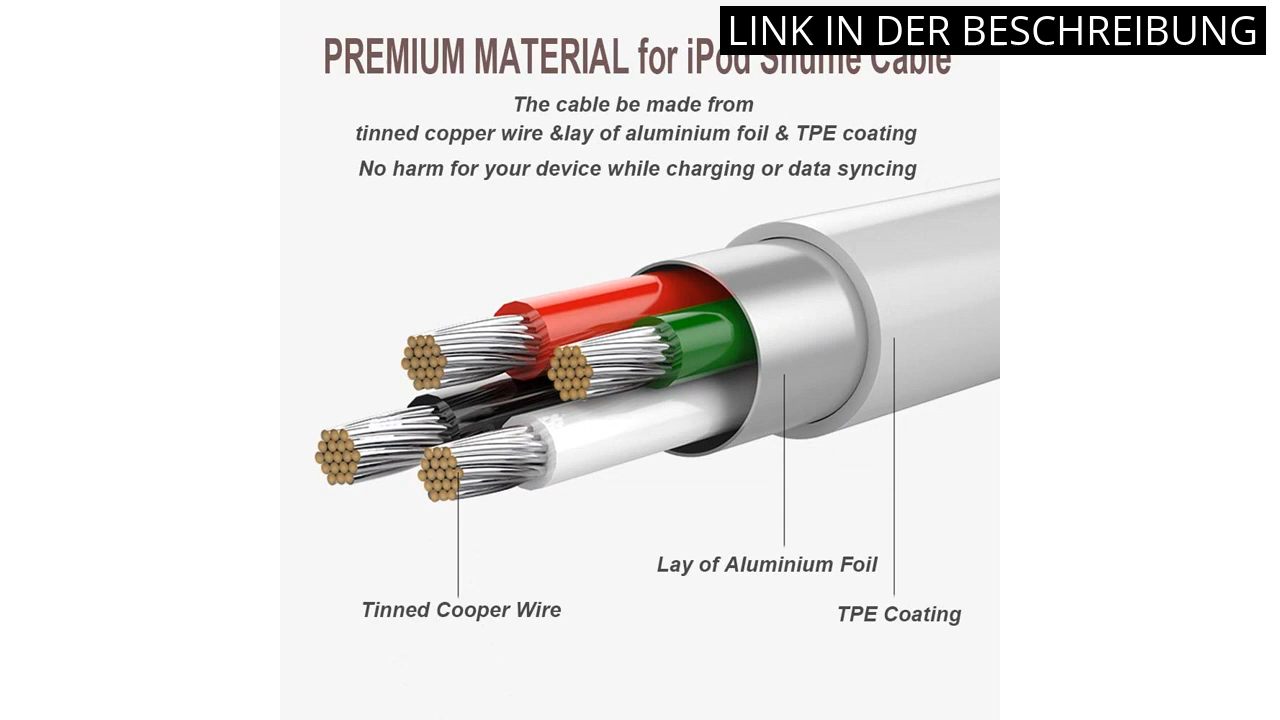 LINK IN DER BESCHREIBUNG
PREMIUM MATERIAL for iPod Shuffle Cable
The cable be made from
tinned copper wire &lay of aluminium foil & TPE coating
No harm for your device while charging or data syncing
Lay of Aluminium Foil
Tinned Cooper Wire
TPE Coating